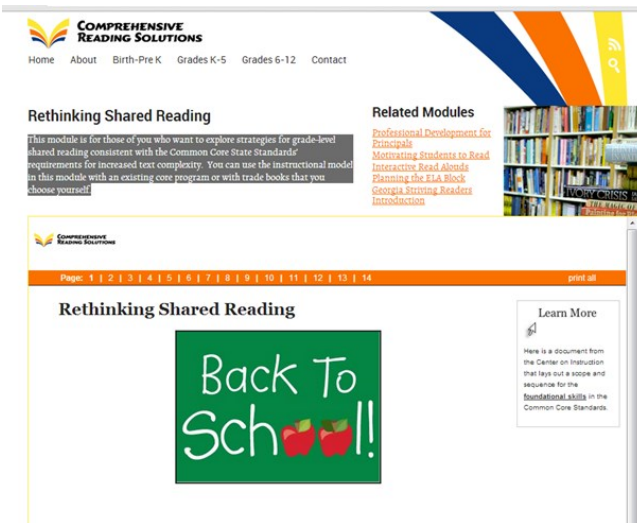 COMPREHENSIVE
READING SOLUTIONS
Home About Birth-Pre K Grades K-5 Grades 6-12 Contact
Rethinking Shared Reading
This module is for those of you who want to explore strategies for grade-level
shared reading consistent with the Common Core State Standards'
requirements for increased text complexity. You can use the instructional model
in this module with an existing core program or with trade books that you
choose yourself.
Related Modules
Professional Development for
Principals
Motivating Students to Read
Interactive Read Alouds
Planning the ELA Block
Georgia Striving Readers
Introduction
IVORY CRISIS
THE MAGIC OF
COMPREHENSIVE
READING SOLUTIONS
Page: 1 | 2 | 3 | 4 | 5 | 6 | 7 | 8 | 9 | 10 | 11 | 12 | 13 | 14 print all
Rethinking Shared Reading
Back To
School!
Learn More
Here is a document from
the Center on Instruction
that lays out a scope and
sequence for the
foundational skills in the
Common Core Standards.